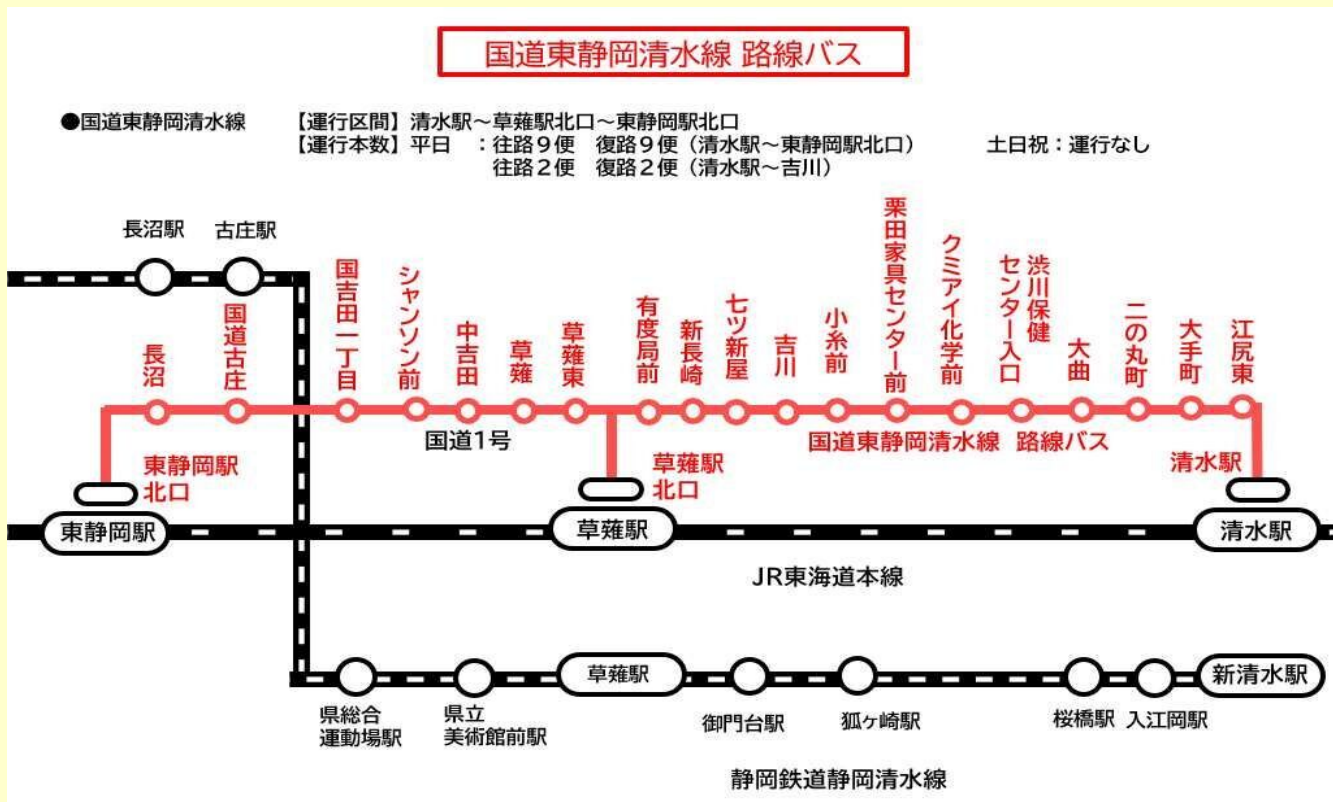 国道東静岡清水線 路線バス
●国道東静岡清水線 【運行区間】清水駅～草薙駅北口～東静岡駅北口
【運行本数】平日 ：往路９便 復路９便（清水駅～東静岡駅北口） 土日祝：運行なし
往路２便 復路２便（清水駅～吉川）
長沼駅
古庄駅
長沼
国道古庄
国吉田一丁目
シャンソン前
中吉田
草薙
草薙東
有度局前
新長崎
七ツ新屋
吉川
小糸前
栗田家具センター前
クミアイ化学前
渋川保健
センター入口
大曲
二の丸町
大手町
江尻東
国道1号
国道東静岡清水線 路線バス
東静岡駅
北口
草薙駅
北口
清水駅
東静岡駅
草薙駅
清水駅
JR東海道本線
草薙駅
新清水駅
県総合
運動場駅
県立
美術館前駅
御門台駅
狐ヶ崎駅
桜橋駅
入江岡駅
静岡鉄道静岡清水線